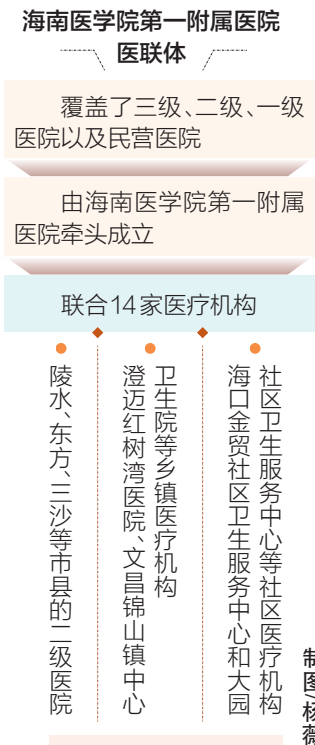 海南医学院第一附属医院
医联体
覆盖了三级、二级、一级
医院以及民营医院
由海南医学院第一附属
医院牵头成立
联合14家医疗机构
陵水、东方、三沙等市县的二级医院
澄迈红树湾医院、文昌锦山镇中心
卫生院等乡镇医疗机构
海口金贸社区卫生服务中心和大园
社区卫生服务中心等社区医疗机构
制图/杨薇